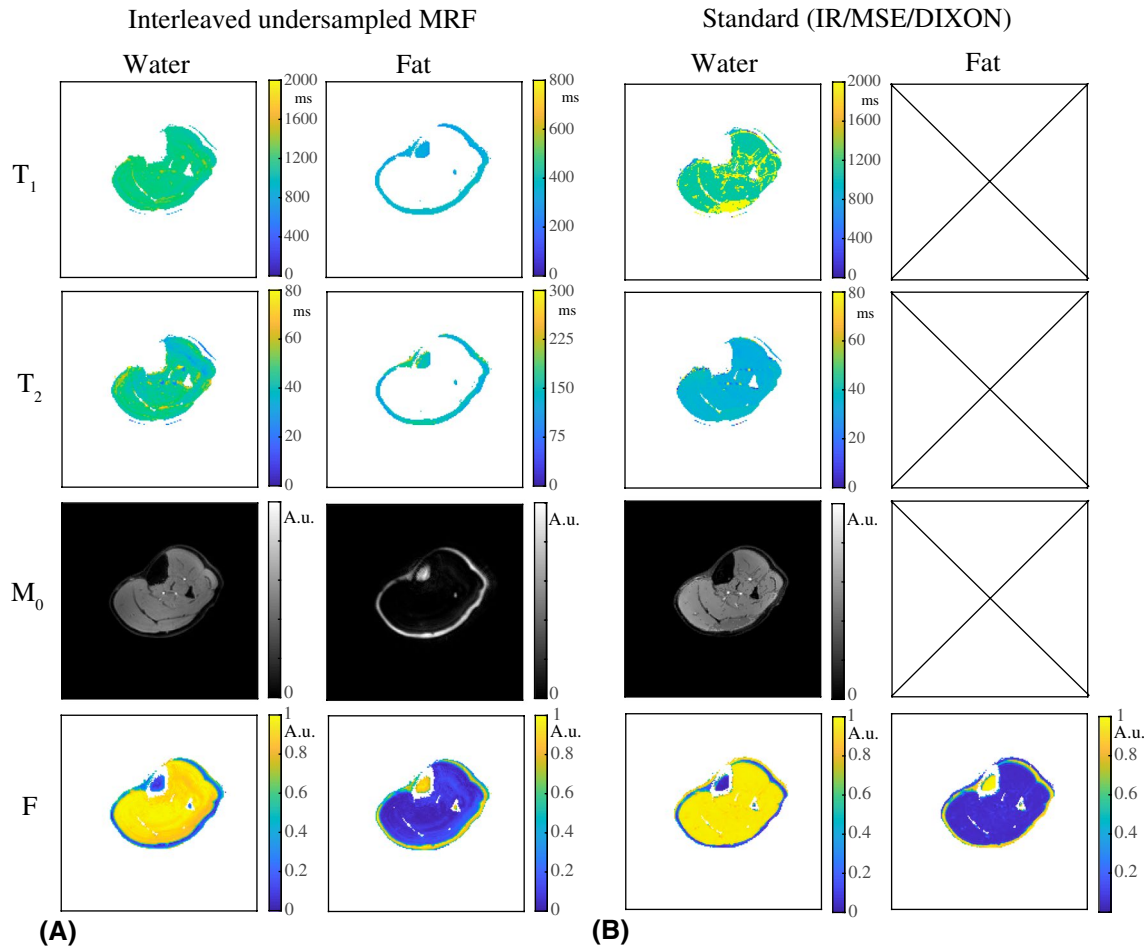 Interleaved undersampled MRF
Standard (IR/MSE/DIXON)
Water
Fat
Water
Fat
T1
2000
ms
1600
1200
800
400
0
800
ms
600
400
200
0
2000
ms
1600
1200
800
400
0
T2
80
ms
60
40
20
0
300
ms
225
150
75
0
80
ms
60
40
20
0
M0
A.u.
0
A.u.
0
A.u.
0
F
1
A.u.
0.8
0.6
0.4
0.2
0
1
A.u.
0.8
0.6
0.4
0.2
0
1
A.u.
0.8
0.6
0.4
0.2
0
1
A.u.
0.8
0.6
0.4
0.2
(A)
(B)